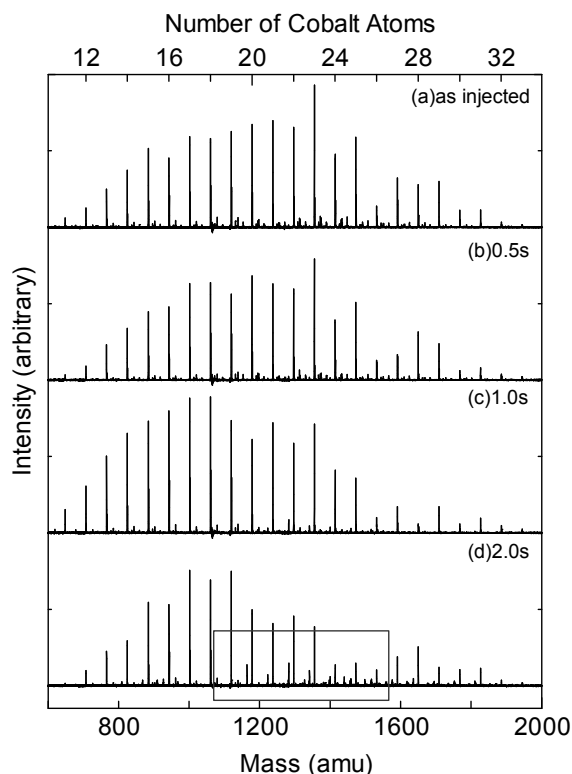 Number of Cobalt Atoms
12 16 20 24 28 32
(a)as injected
(b)0.5s
(c)1.0s
(d)2.0s
Intensity (arbitrary)
800 1200 1600 2000
Mass (amu)